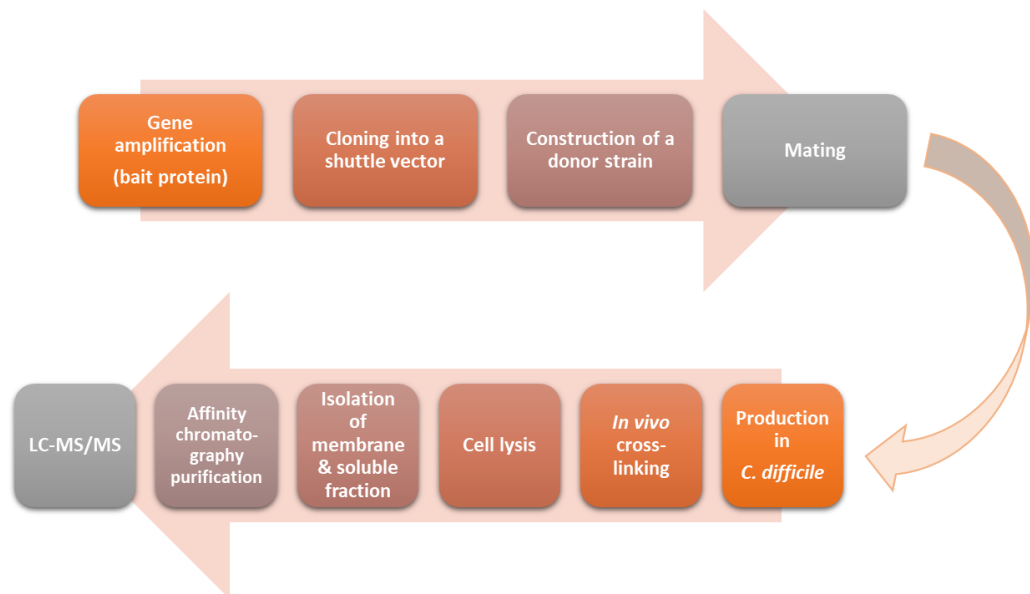 Gene
amplification
(bait protein)
Cloning into a
shuttle vector
Construction of a
donor strain
Mating
LC-MS/MS
Affinity
chromato-
graphy
purification
Isolation
of
membrane
& soluble
fraction
Cell lysis
In vivo
cross-
linking
Production
in
C. difficile